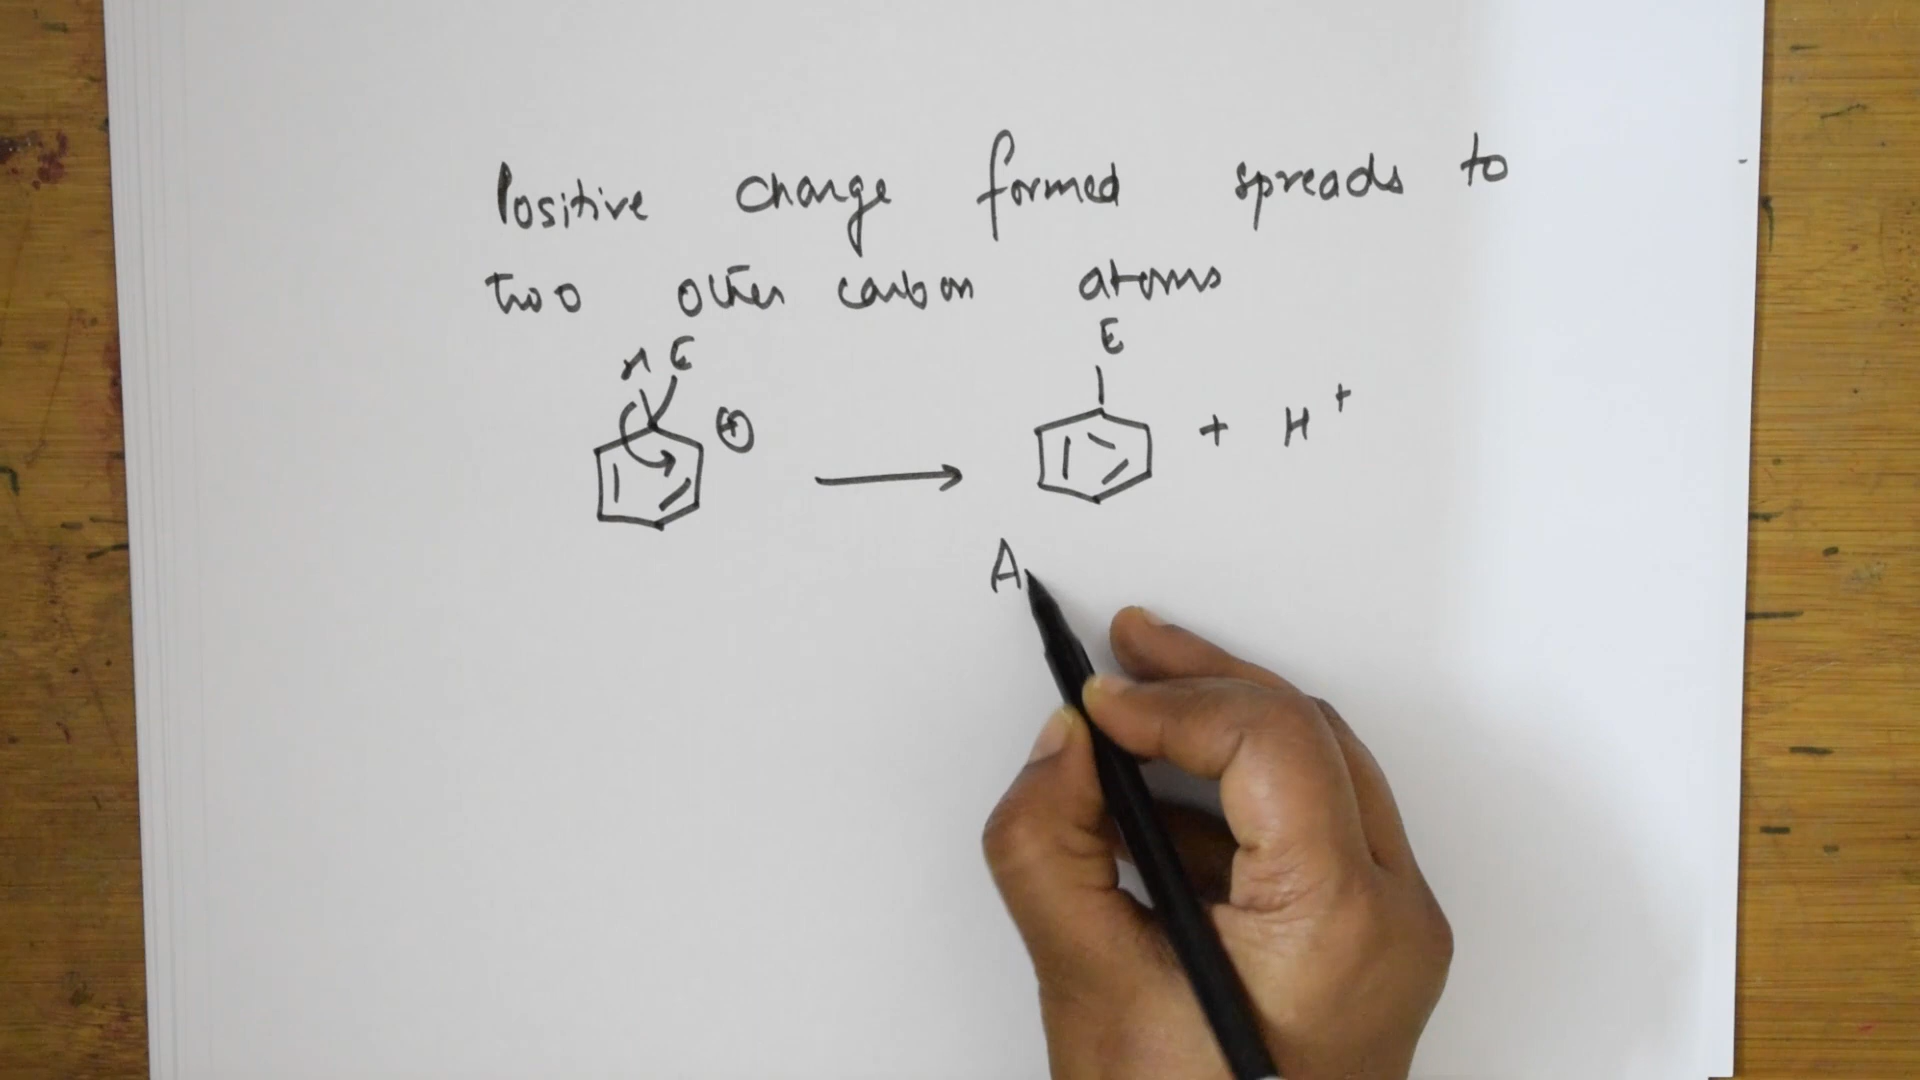 Positive charge formed spreads to
two other carbon atoms
H E
E
+
+ H +
A